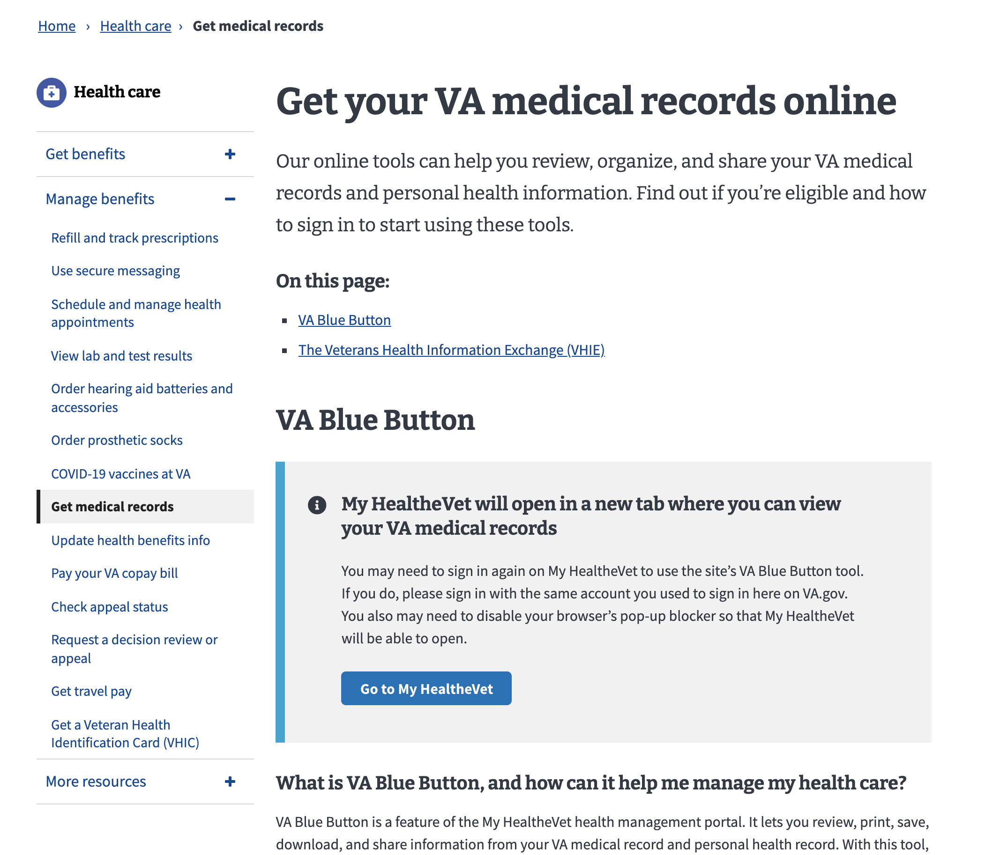 Home › Health care › Get medical records
Health care
Get benefits
Manage benefits
Refill and track prescriptions
Use secure messaging
Schedule and manage health
appointments
View lab and test results
Order hearing aid batteries and
accessories
Order prosthetic socks
COVID-19 vaccines at VA
Get medical records
Update health benefits info
Pay your VA copay bill
Check appeal status
Request a decision review or
appeal
Get travel pay
Get a Veteran Health
Identification Card (VHIC)
More resources
Get your VA medical records online
Our online tools can help you review, organize, and share your VA medical
records and personal health information. Find out if you’re eligible and how
to sign in to start using these tools.
On this page:
VA Blue Button
The Veterans Health Information Exchange (VHIE)
VA Blue Button
My HealtheVet will open in a new tab where you can view
your VA medical records
You may need to sign in again on My HealtheVet to use the site’s VA Blue Button tool.
If you do, please sign in with the same account you used to sign in here on VA.gov.
You also may need to disable your browser’s pop-up blocker so that My HealtheVet
will be able to open.
Go to My HealtheVet
What is VA Blue Button, and how can it help me manage my health care?
VA Blue Button is a feature of the My HealtheVet health management portal. It lets you review, print, save,
download, and share information from your VA medical record and personal health record. With this tool,